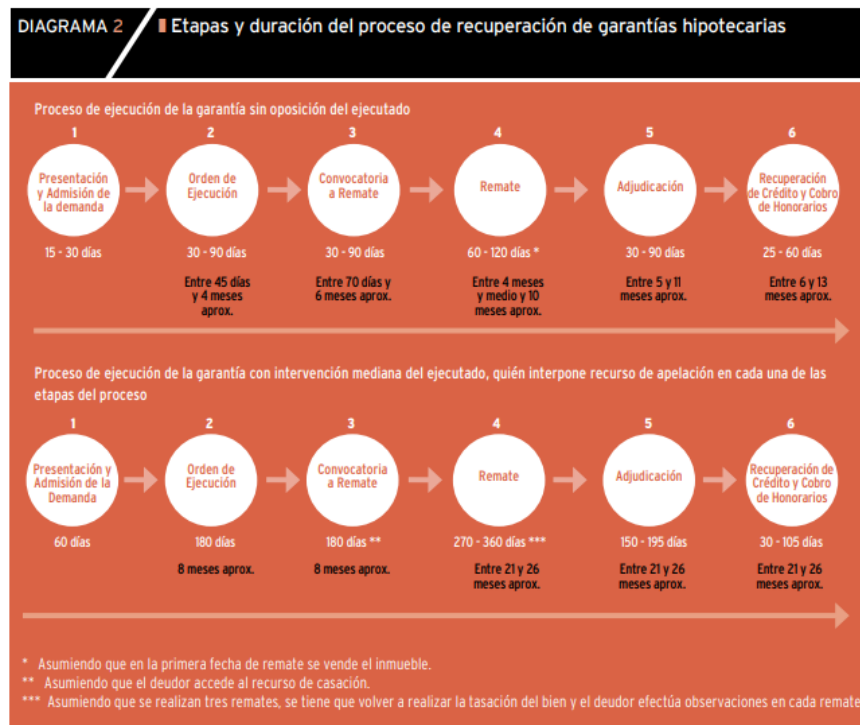 DIAGRAMA 2
Etapas y duración del proceso de recuperación de garantías hipotecarias
Proceso de ejecución de la garantía sin oposición del ejecutado
1
2
3
4
5
6
Presentación
y Admisión de
la demanda
Orden de
Ejecución
Convocatoria
a Remate
Remate
Adjudicación
Recuperación
de Crédito y Cobro
de Honorarios
15 - 30 días
30 - 90 días
30 - 90 días
60 - 120 días *
30 - 90 días
25 - 60 días
Entre 45 días
y 4 meses
aprox.
Entre 70 días y
6 meses aprox.
Entre 4 meses
y medio y 10
meses aprox.
Entre 5 y 11
meses aprox.
Entre 6 y 13
meses aprox.
Proceso de ejecución de la garantía con intervención mediana del ejecutado, quién interpone recurso de apelación en cada una de las
etapas del proceso
1
2
3
4
5
6
Presentación y
Admisión de la
Demanda
Orden de
Ejecución
Convocatoria
a Remate
Remate
Adjudicación
Recuperación de
Crédito y Cobro
de Honorarios
60 días
180 días
180 días **
270 - 360 días ***
150 - 195 días
30 - 105 días
8 meses aprox.
8 meses aprox.
Entre 21 y 26
meses aprox.
Entre 21 y 26
meses aprox.
Entre 21 y 26
meses aprox.
* Asumiendo que en la primera fecha de remate se vende el inmueble.
** Asumiendo que el deudor accede al recurso de casación.
*** Asumiendo que se realizan tres remates, se tiene que volver a realizar la tasación del bien y el deudor efectúa observaciones en cada remate